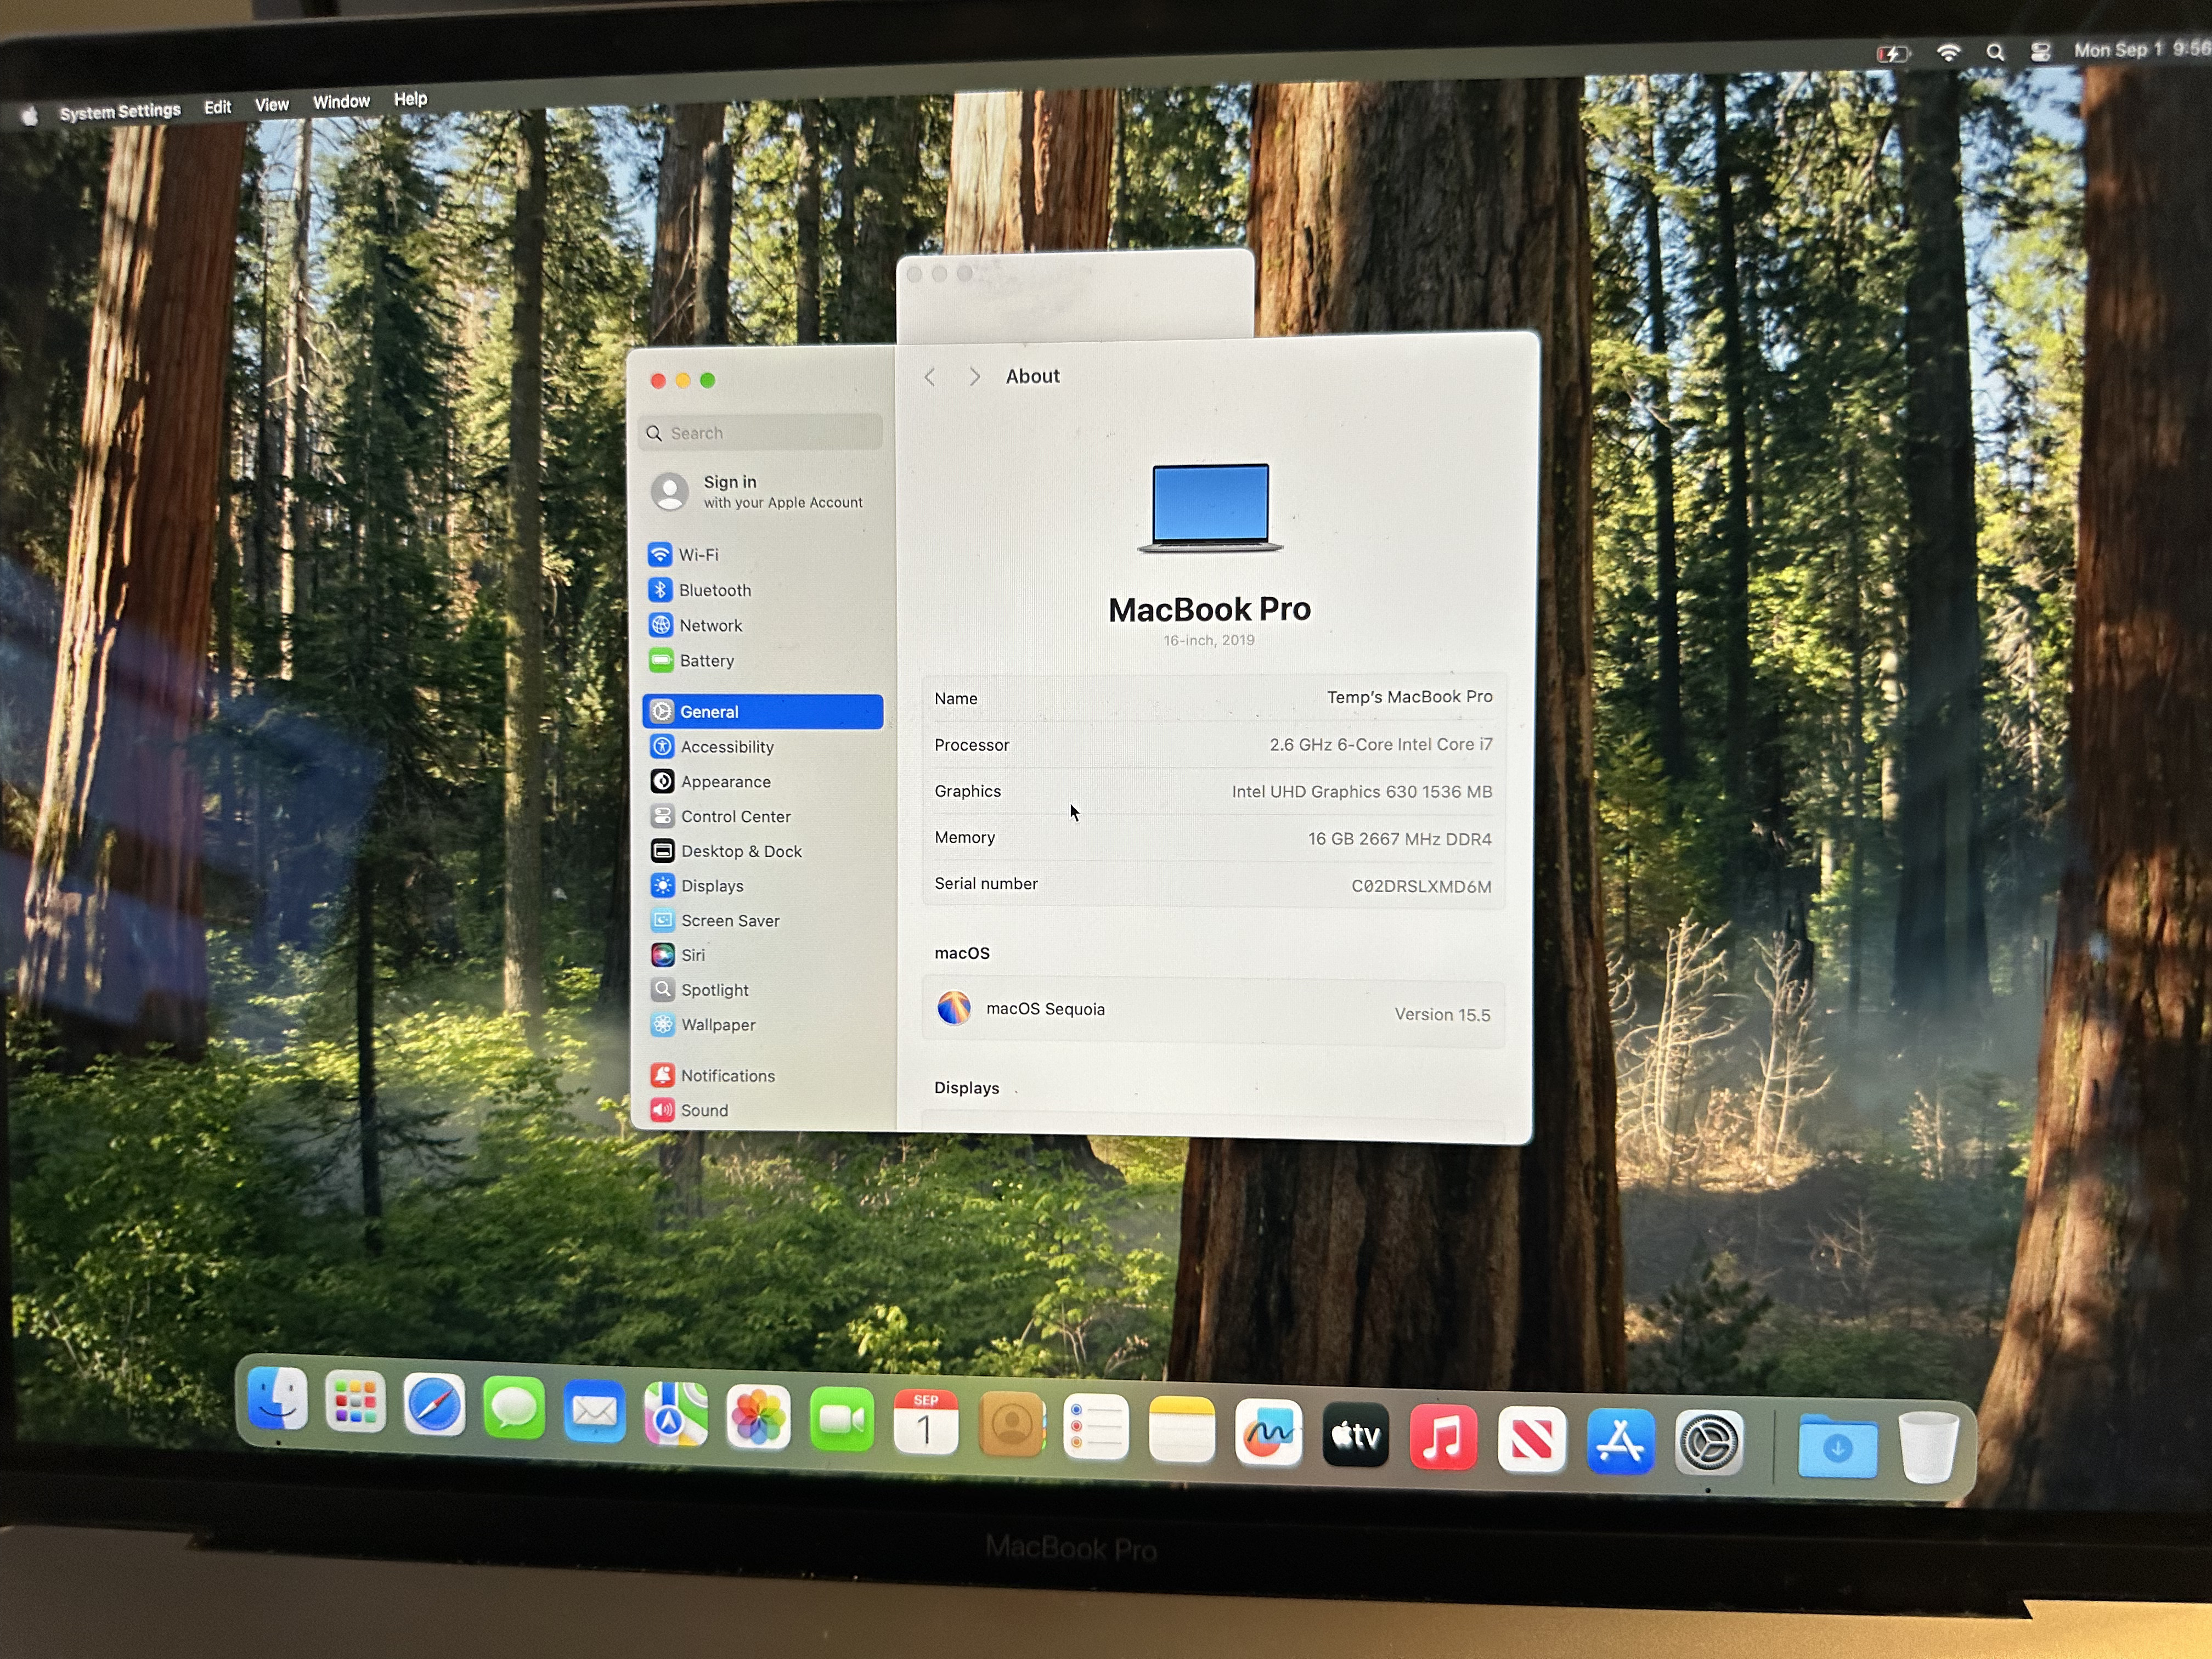 System Settings Edit View Window Help
Mon Sep 1 9:56
About
Search
Sign in
with your Apple Account
Wi-Fi
Bluetooth
Network
Battery
General
Accessibility
Appearance
Control Center
Desktop & Dock
Displays
Screen Saver
Siri
Spotlight
Wallpaper
Notifications
Sound
MacBook Pro
16-inch, 2019
Name Temp's MacBook Pro
Processor 2.6 GHz 6-Core Intel Core i7
Graphics Intel UHD Graphics 630 1536 MB
Memory 16 GB 2667 MHz DDR4
Serial number C02DRSLXMD6M
macOS
macOS Sequoia Version 15.5
Displays
SEP
1
tv
MacBook Pro